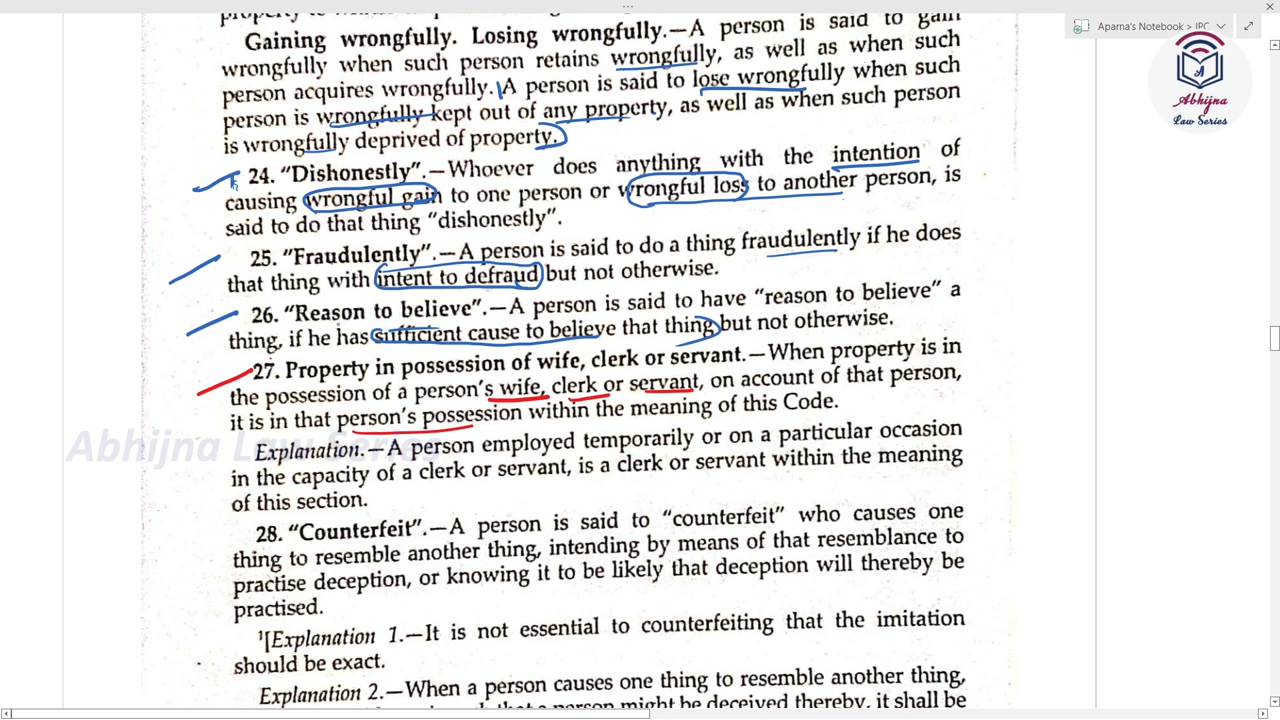 Aparna's Notebook > IPC
A
Abhijna
Law Series
Gaining wrongfully. Losing wrongfully.—A person is said to gain
wrongfully when such person retains wrongfully, as well as when such
person acquires wrongfully. A person is said to lose wrongfully when such
person is wrongfully kept out of any property, as well as when such person
is wrongfully deprived of property.
24. “Dishonestly”.—Whoever does anything with the intention of
causing wrongful gain to one person or wrongful loss to another person, is
said to do that thing “dishonestly”.
25. “Fraudulently”.—A person is said to do a thing fraudulently if he does
that thing with intent to defraud but not otherwise.
26. “Reason to believe”.—A person is said to have “reason to believe” a
thing, if he has sufficient cause to believe that thing but not otherwise.
27. Property in possession of wife, clerk or servant.—When property is in
the possession of a person's wife, clerk or servant, on account of that person,
it is in that person's possession within the meaning of this Code.
Abhijna Law Series
Explanation.—A person employed temporarily or on a particular occasion
in the capacity of a clerk or servant, is a clerk or servant within the meaning
of this section.
28. “Counterfeit”.—A person is said to “counterfeit” who causes one
thing to resemble another thing, intending by means of that resemblance to
practise deception, or knowing it to be likely that deception will thereby be
practised.
¹[Explanation 1.—It is not essential to counterfeiting that the imitation
should be exact.
Explanation 2.—When a person causes one thing to resemble another thing,
person might be deceived thereby, it shall be